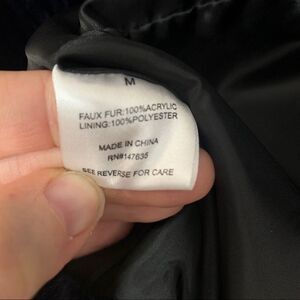 M
FAUX FUR:100%ACRYLIC
LINING:100%POLYESTER
MADE IN CHINA
RN#147635
SEE REVERSE FOR CARE